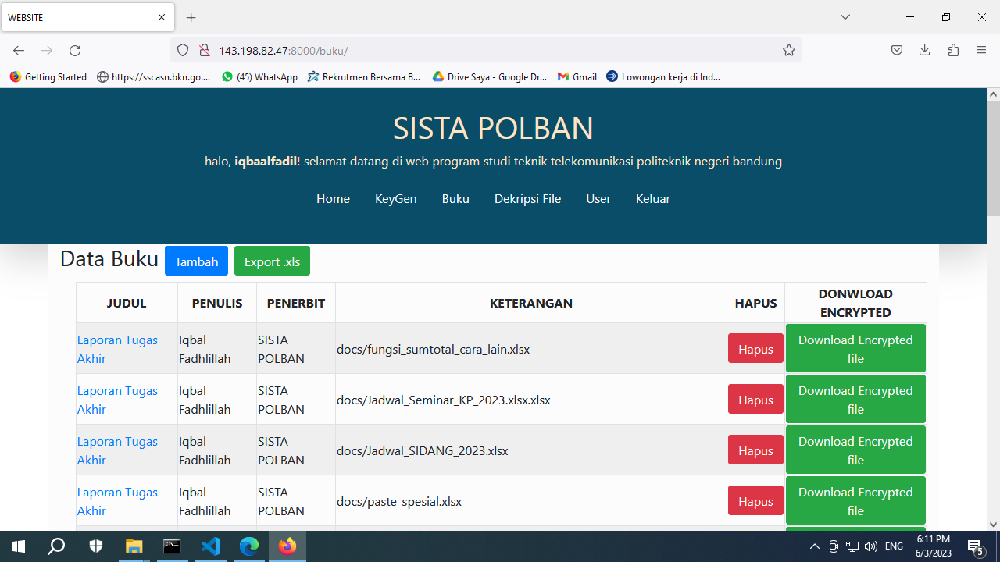 WEBSITE
143.198.82.47:8000/buku/
Getting Started
https://sscasn.bkn.go....
(45) WhatsApp
Rekrutmen Bersama B...
Drive Saya - Google Dr...
Gmail
Lowongan kerja di Ind...
SISTA POLBAN
halo, iqbaalfadil! selamat datang di web program studi teknik telekomunikasi politeknik negeri bandung
Home KeyGen Buku Dekripsi File User Keluar
Data Buku Tambah Export .xls
JUDUL PENULIS PENERBIT KETERANGAN HAPUS DONWLOAD
ENCRYPTED
Laporan Tugas
Akhir
Iqbal
Fadhlillah
SISTA
POLBAN
docs/fungsi_sumtotal_cara_lain.xlsx
Hapus
Download Encrypted
file
Laporan Tugas
Akhir
Iqbal
Fadhlillah
SISTA
POLBAN
docs/Jadwal_Seminar_KP_2023.xlsx.xlsx
Hapus
Download Encrypted
file
Laporan Tugas
Akhir
Iqbal
Fadhlillah
SISTA
POLBAN
docs/Jadwal_SIDANG_2023.xlsx
Hapus
Download Encrypted
file
Laporan Tugas
Akhir
Iqbal
Fadhlillah
SISTA
POLBAN
docs/paste_spesial.xlsx
Hapus
Download Encrypted
file
ENG
6:11 PM
6/3/2023
5